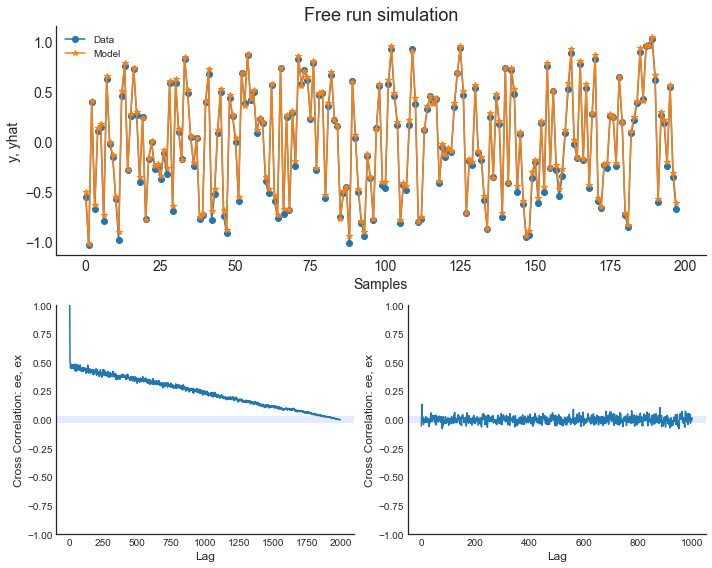 Free run simulation
Data
Model
1.0
0.5
0.0
−0.5
−1.0
y, yhat
0 25 50 75 100 125 150 175 200
Samples
1.00
0.75
0.50
0.25
0.00
−0.25
−0.50
−0.75
−1.00
Cross Correlation: ee, ex
0 250 500 750 1000 1250 1500 1750 2000
Lag
1.00
0.75
0.50
0.25
0.00
−0.25
−0.50
−0.75
−1.00
Cross Correlation: ee, ex
0 200 400 600 800 1000
Lag